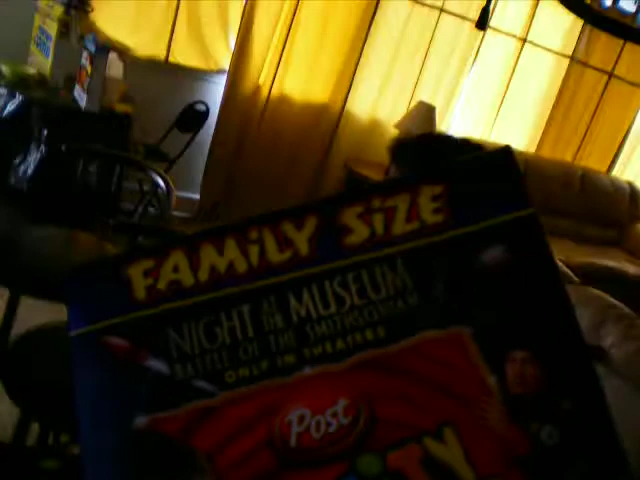 FAMiLY SiZE
NIGHT AT THE MUSEUM
BATTLE OF THE SMITHSONIAN
ONLY IN THEATERS
Post